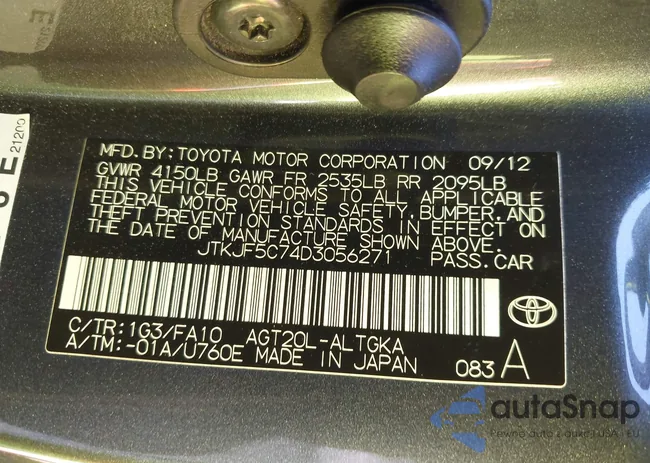 MFD.BY:TOYOTA MOTOR CORPORATION 09/12
GVWR 4150LB GAWR FR 2535LB RR 2095LB
THIS VEHICLE CONFORMS TO ALL APPLICABLE
FEDERAL MOTOR VEHICLE SAFETY,BUMPER,AND
THEFT PREVENTION STANDARDS IN EFFECT ON
THE DATE OF MANUFACTURE SHOWN ABOVE.
JTKJF5C74D3056271 PASS.CAR
C/TR:1G3/FA10 AGT20L-ALTGKA
A/TM:-01A/U760E MADE IN JAPAN 083 A
21200
E
autaSnap